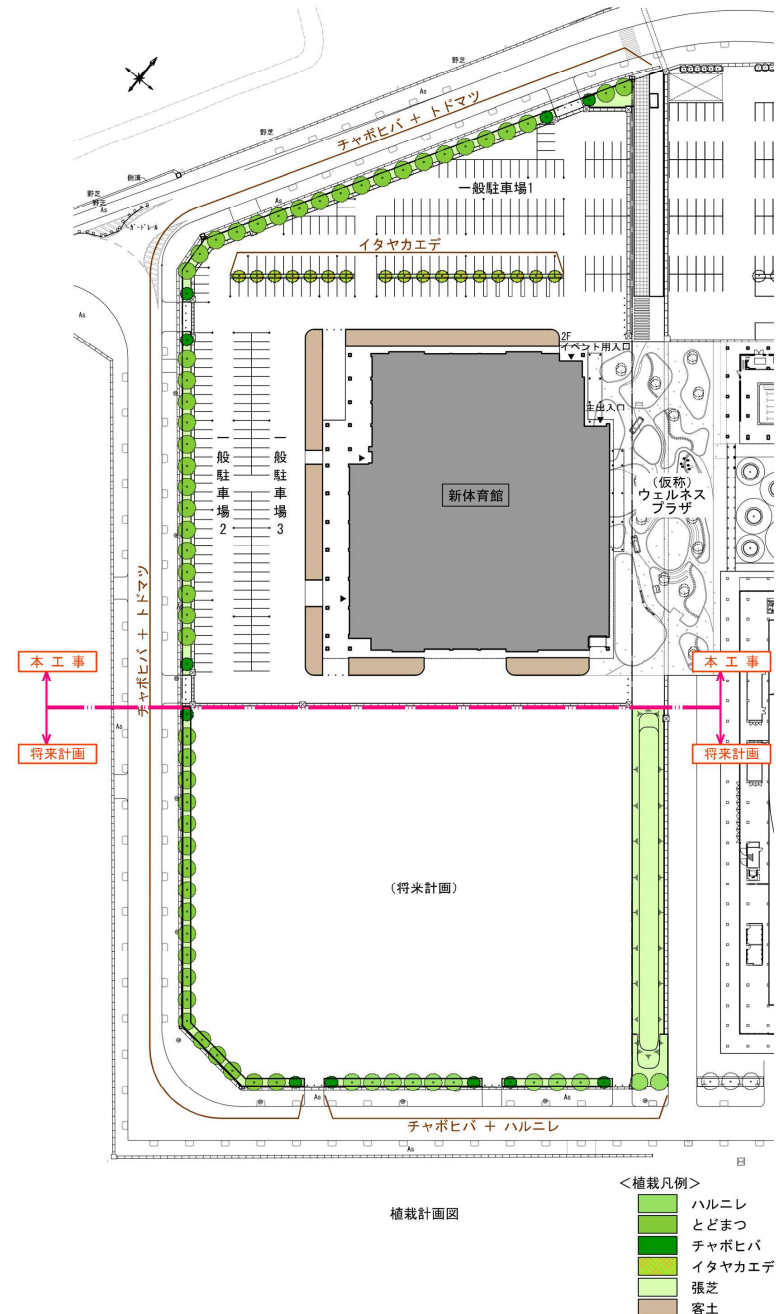 野芝
As
野芝
チャボヒバ + トドマツ
側溝
野芝
野芝
As
ガードレール
As
一般駐車場1
イタヤカエデ
As
2F
イベント用入口
主出入口
一般駐車場2
一般駐車場3
新体育館
(仮称)
ウェルネス
プラザ
チャボヒバ + トドマツ
本工事
本工事
As
将来計画
将来計画
(将来計画)
As
As
As
チャボヒバ + ハルニレ
As
植栽計画図
<植栽凡例>
ハルニレ
とどまつ
チャボヒバ
イタヤカエデ
張芝
客土